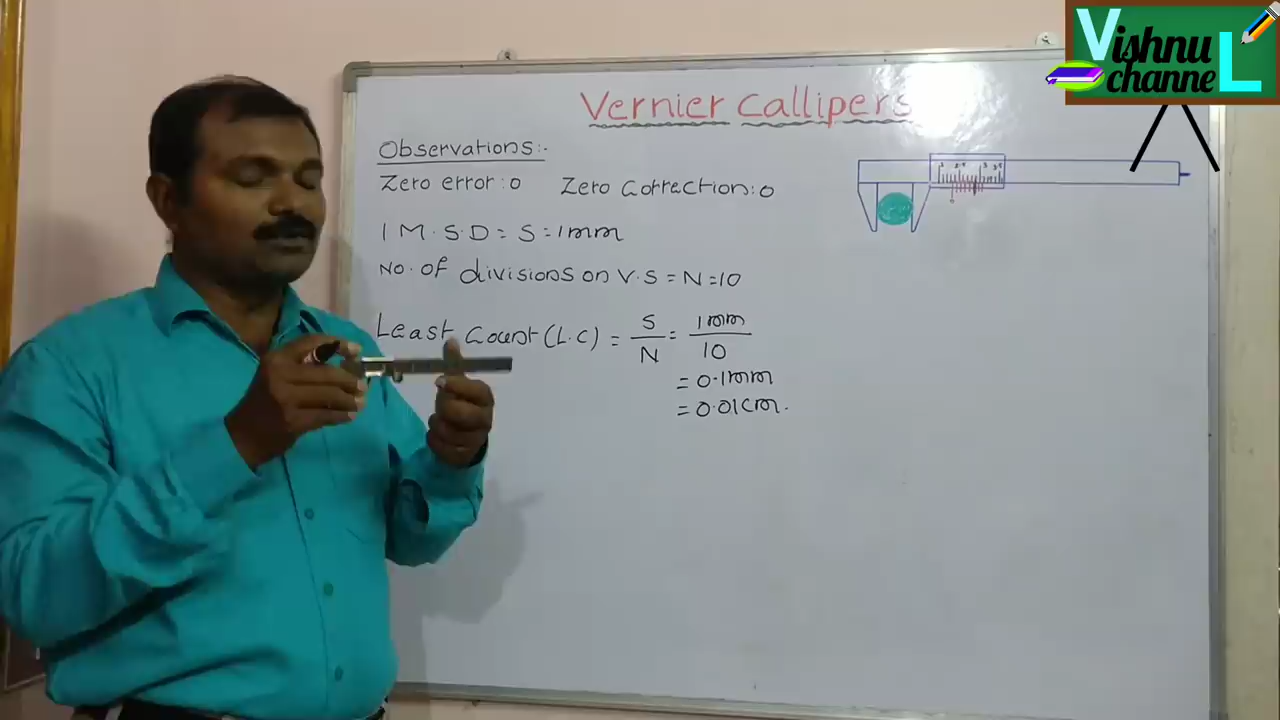 Vishnu
channeL
Vernier Callipers
Observations:-
Zero error: 0 Zero Correction: 0
1 M.S.D = S = 1mm
No. of divisions on V.S = N = 10
Least Count (L.C) = S/N = 1mm/10
= 0.1mm
= 0.01cm.